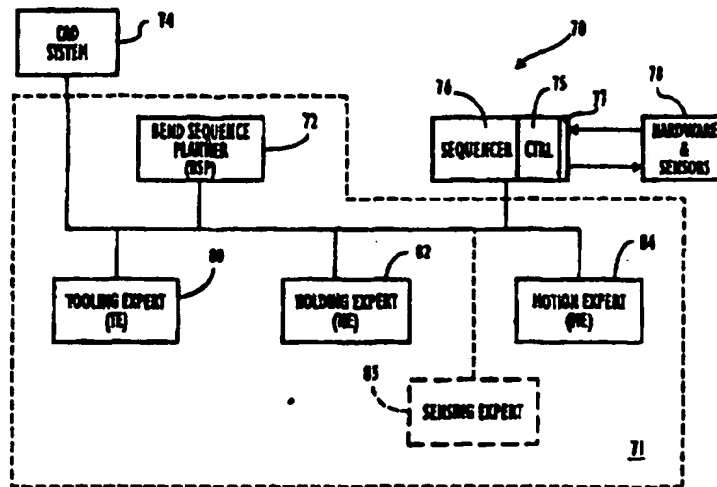 CAD
SYSTEM
74
70
BEND SEQUENCE
PLANNER
(BSP)
72
76
75
77
78
SEQUENCER
CTRL
HARDWARE
&
SENSORS
80
82
84
TOOLING EXPERT
(TE)
HOLDING EXPERT
(HE)
MOTION EXPERT
(ME)
85
SENSING EXPERT
71